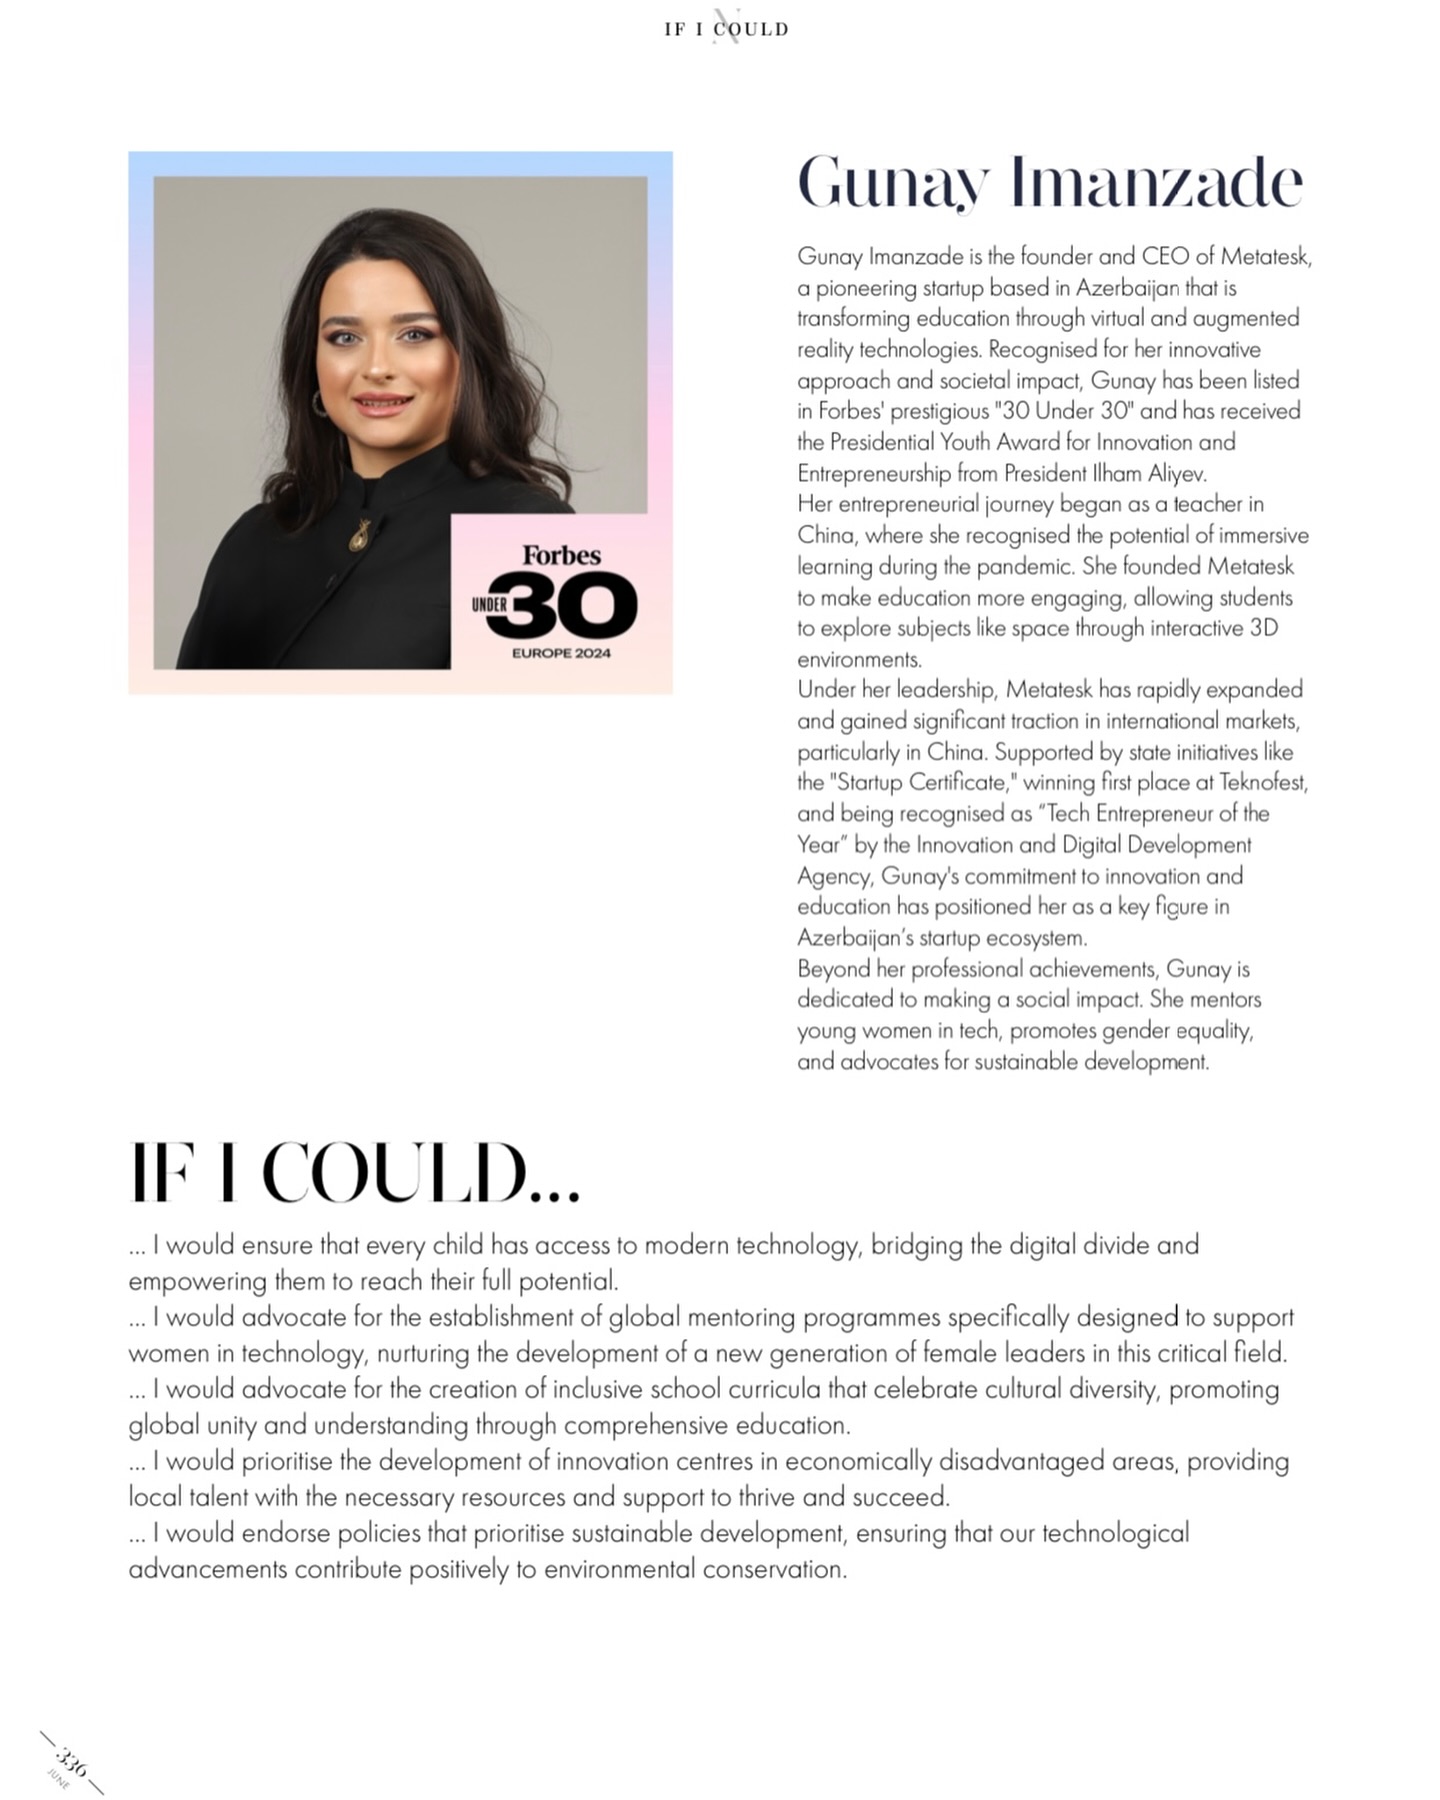 IF I COULD
N
Forbes
UNDER 30
EUROPE 2024
Gunay Imanzade
Gunay Imanzade is the founder and CEO of Metatesk,
a pioneering startup based in Azerbaijan that is
transforming education through virtual and augmented
reality technologies. Recognised for her innovative
approach and societal impact, Gunay has been listed
in Forbes' prestigious "30 Under 30" and has received
the Presidential Youth Award for Innovation and
Entrepreneurship from President Ilham Aliyev.
Her entrepreneurial journey began as a teacher in
China, where she recognised the potential of immersive
learning during the pandemic. She founded Metatesk
to make education more engaging, allowing students
to explore subjects like space through interactive 3D
environments.
Under her leadership, Metatesk has rapidly expanded
and gained significant traction in international markets,
particularly in China. Supported by state initiatives like
the "Startup Certificate," winning first place at Teknofest,
and being recognised as “Tech Entrepreneur of the
Year” by the Innovation and Digital Development
Agency, Gunay's commitment to innovation and
education has positioned her as a key figure in
Azerbaijan’s startup ecosystem.
Beyond her professional achievements, Gunay is
dedicated to making a social impact. She mentors
young women in tech, promotes gender equality,
and advocates for sustainable development.
IF I COULD...
... I would ensure that every child has access to modern technology, bridging the digital divide and
empowering them to reach their full potential.
... I would advocate for the establishment of global mentoring programmes specifically designed to support
women in technology, nurturing the development of a new generation of female leaders in this critical field.
... I would advocate for the creation of inclusive school curricula that celebrate cultural diversity, promoting
global unity and understanding through comprehensive education.
... I would prioritise the development of innovation centres in economically disadvantaged areas, providing
local talent with the necessary resources and support to thrive and succeed.
... I would endorse policies that prioritise sustainable development, ensuring that our technological
advancements contribute positively to environmental conservation.
336
JUNE